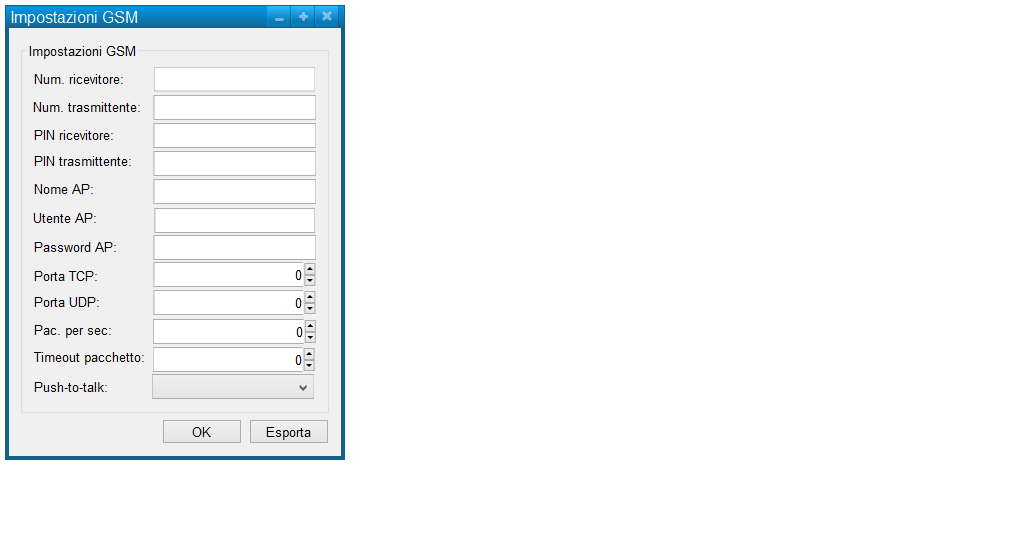 Impostazioni GSM
Impostazioni GSM
Num. ricevitore:
Num. trasmittente:
PIN ricevitore:
PIN trasmittente:
Nome AP:
Utente AP:
Password AP:
Porta TCP: 0
Porta UDP: 0
Pac. per sec: 0
Timeout pacchetto: 0
Push-to-talk:
OK Esporta